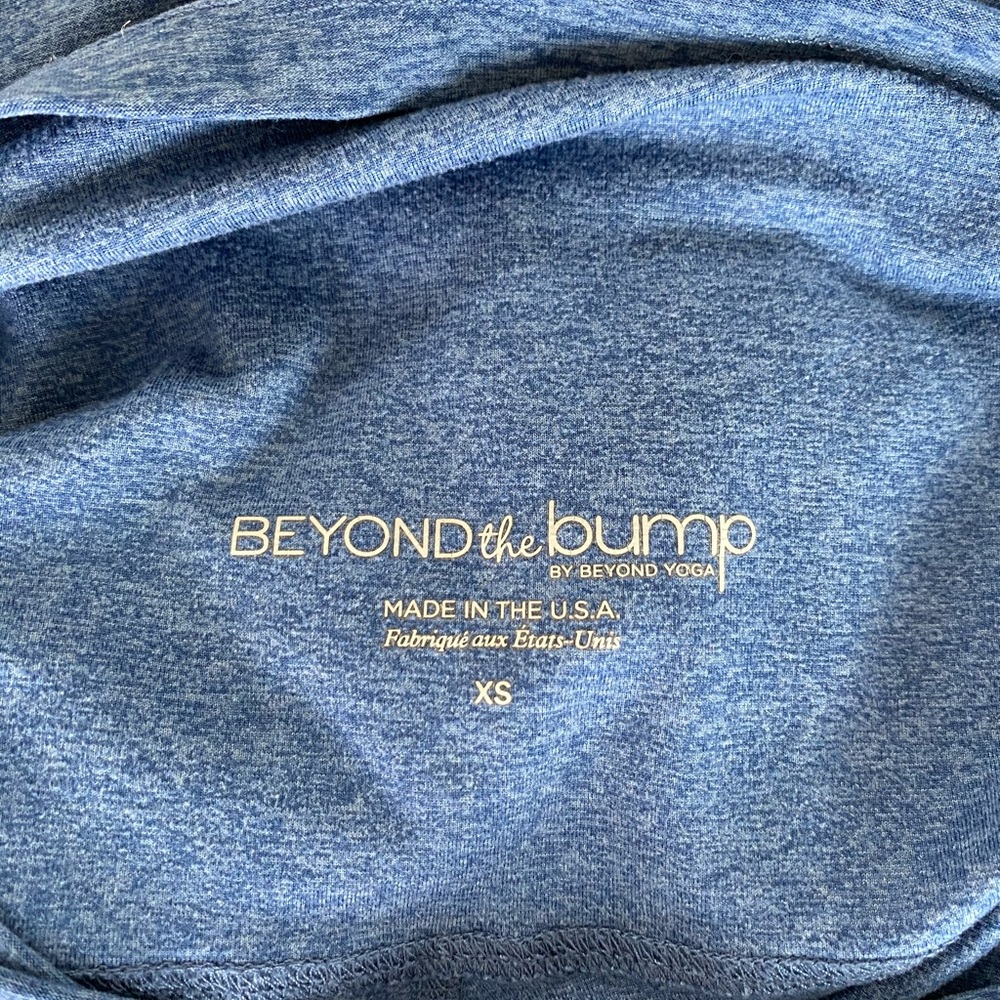 BEYOND the bump
BY BEYOND YOGA
MADE IN THE U.S.A.
Fabriqué aux États-Unis
XS